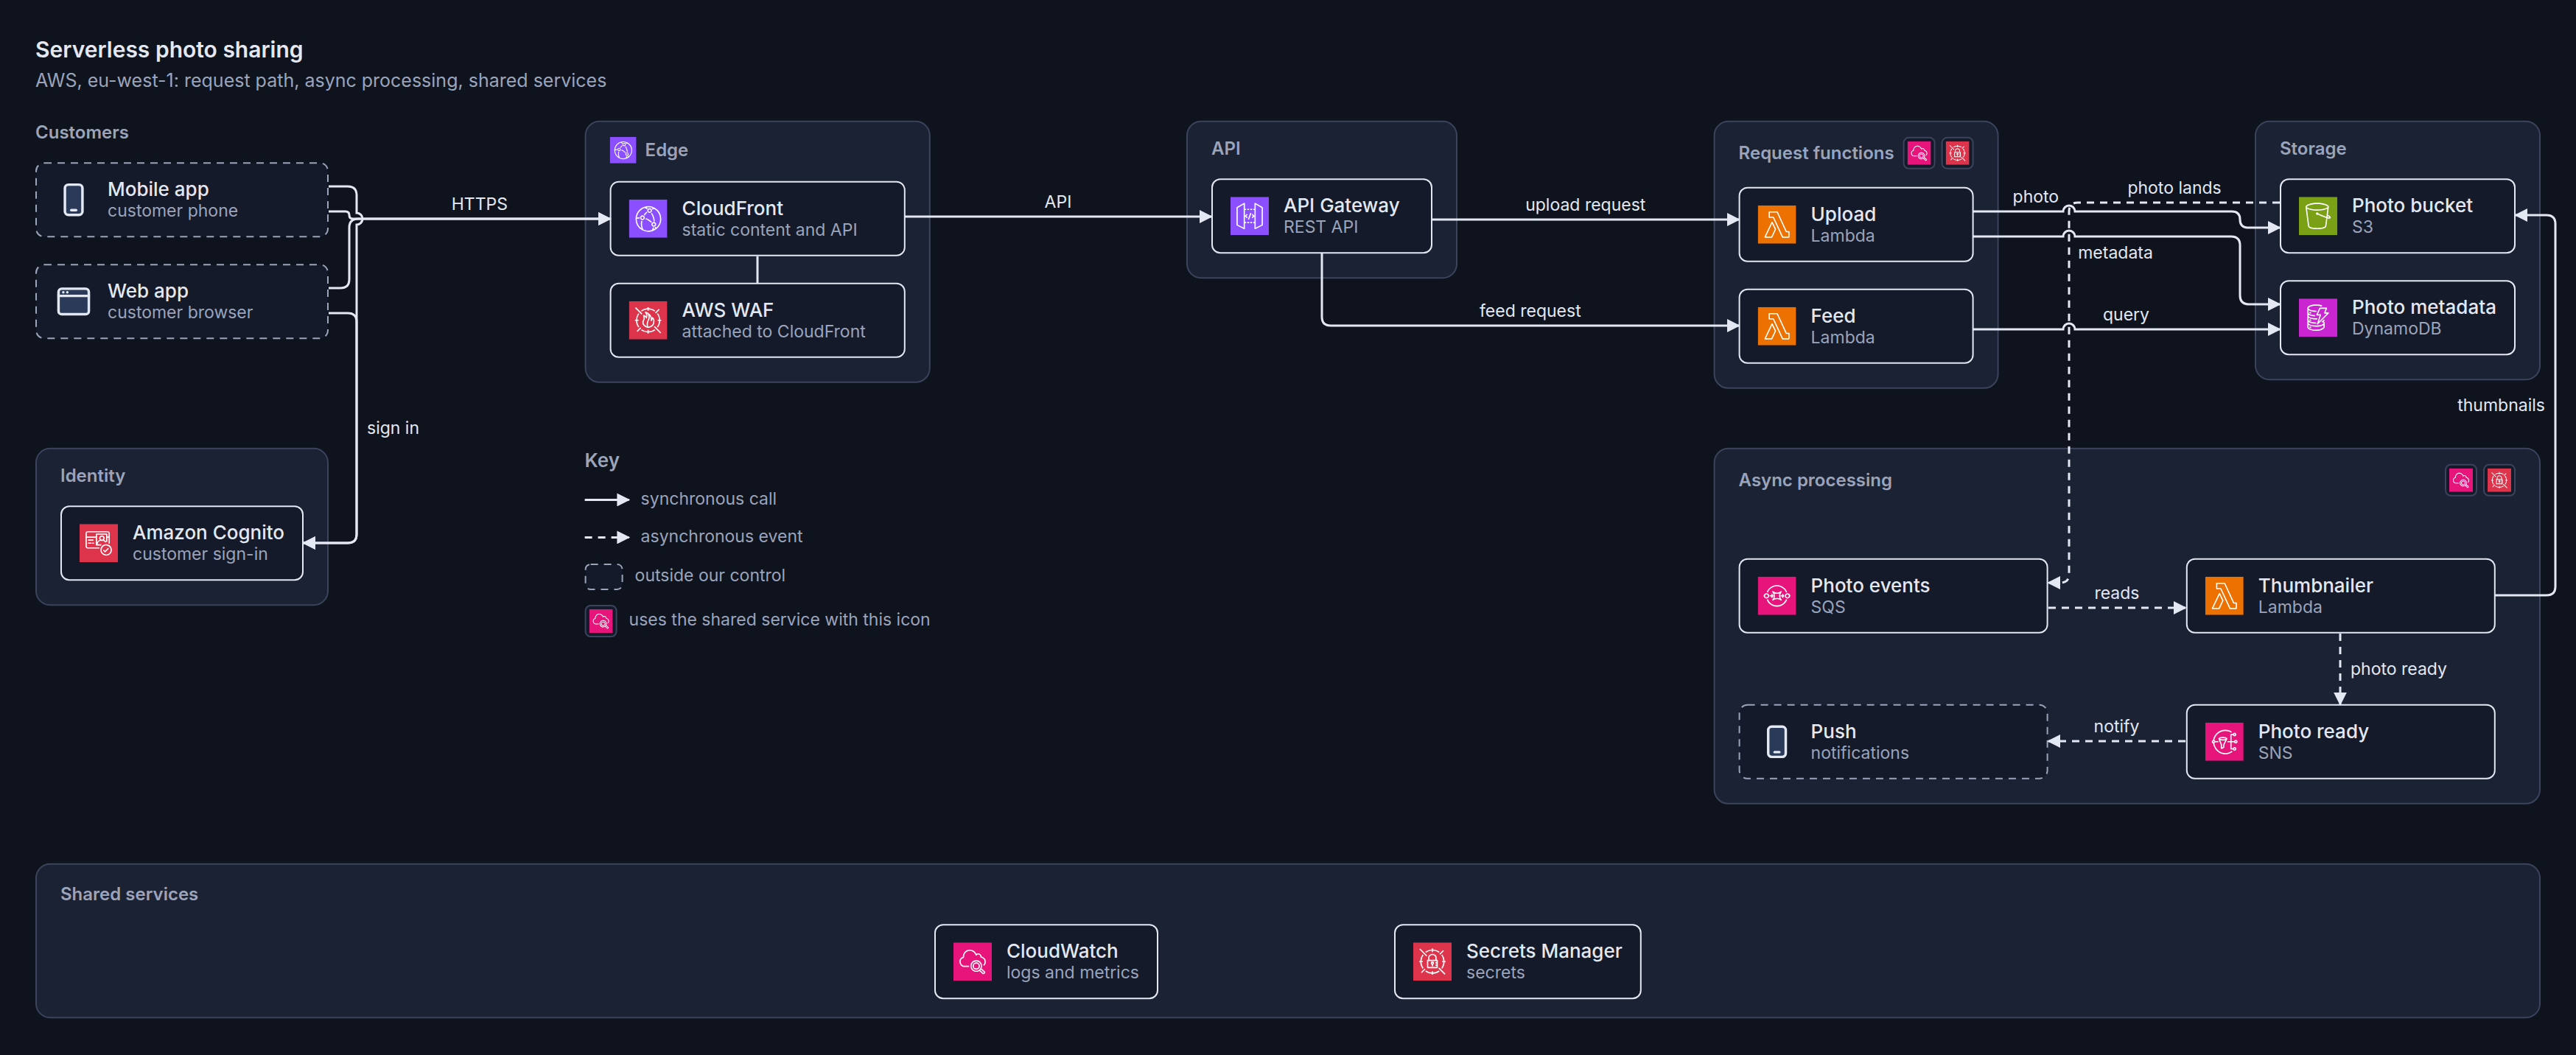 Serverless photo sharing
AWS, eu-west-1: request path, async processing, shared services
Customers
Mobile app
customer phone
Web app
customer browser
HTTPS
sign in
Identity
Amazon Cognito
customer sign-in
Edge
CloudFront
static content and API
AWS WAF
attached to CloudFront
API
API
API Gateway
REST API
upload request
feed request
Request functions
Upload
Lambda
Feed
Lambda
photo
photo lands
metadata
query
Storage
Photo bucket
S3
Photo metadata
DynamoDB
thumbnails
Key
synchronous call
asynchronous event
outside our control
uses the shared service with this icon
Async processing
Photo events
SQS
reads
Thumbnailer
Lambda
photo ready
Push
notifications
notify
Photo ready
SNS
Shared services
CloudWatch
logs and metrics
Secrets Manager
secrets